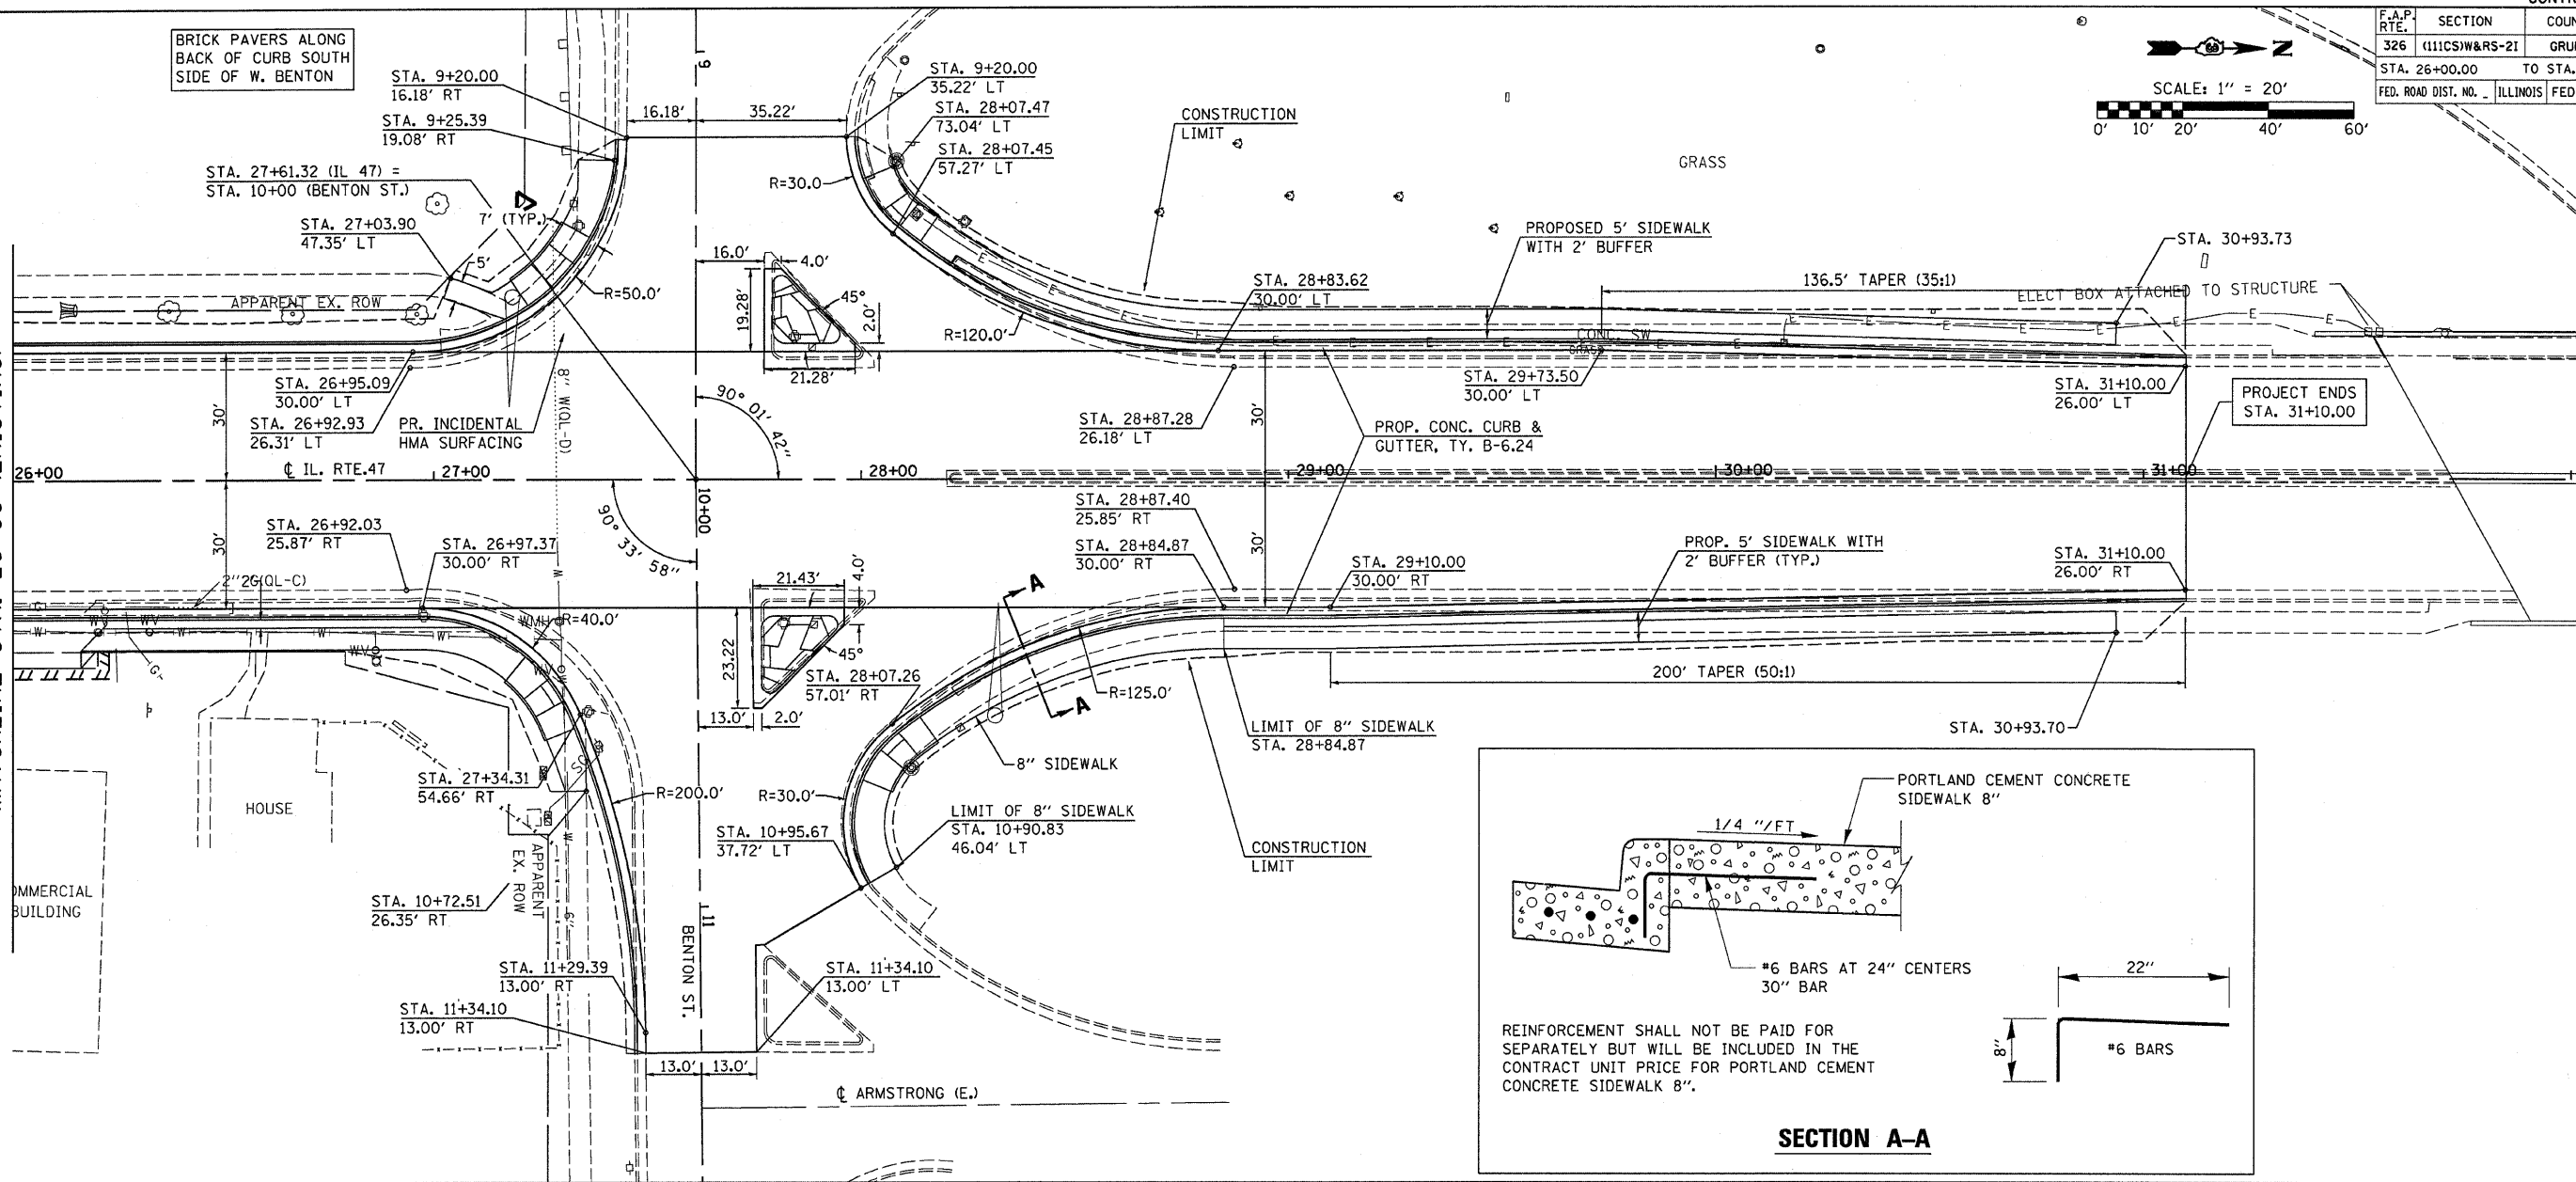 BRICK PAVERS ALONG
BACK OF CURB SOUTH
SIDE OF W. BENTON
STA. 9+20.00
16.18' RT
STA. 9+25.39
19.08' RT
STA. 27+61.32 (IL 47) =
STA. 10+00 (BENTON ST.)
STA. 27+03.90
47.35' LT
7' (TYP.)
5'
16.18'
35.22'
9
STA. 9+20.00
35.22' LT
STA. 28+07.47
73.04' LT
STA. 28+07.45
57.27' LT
R=30.0
CONSTRUCTION
LIMIT
GRASS
N
SCALE: 1" = 20'
0' 10' 20' 40' 60'
F.A.P.
RTE.
SECTION
COUN
326
(111CS)W&RS-2I
GRU
STA. 26+00.00 TO STA.
FED. ROAD DIST. NO. _ ILLINOIS FED
APPARENT EX. ROW
R=50.0'
16.0'
4.0'
19.28'
45°
2.0'
21.28'
R=120.0'
PROPOSED 5' SIDEWALK
WITH 2' BUFFER
STA. 28+83.62
30.00' LT
136.5' TAPER (35:1)
STA. 30+93.73
ELECT BOX ATTACHED TO STRUCTURE
CONC. SW
GRASS
STA. 26+95.09
30.00' LT
STA. 26+92.93
26.31' LT
PR. INCIDENTAL
HMA SURFACING
8" W(QL-D)
90° 01' 42"
STA. 28+87.28
26.18' LT
STA. 29+73.50
30.00' LT
PROP. CONC. CURB &
GUTTER, TY. B-6.24
STA. 31+10.00
26.00' LT
PROJECT ENDS
STA. 31+10.00
30'
30'
26+00
℄ IL. RTE.47
27+00
28+00
29+00
30+00
31+00
10+00
90° 33' 58"
30'
30'
STA. 26+92.03
25.87' RT
STA. 26+97.37
30.00' RT
2"2G(QL-C)
STA. 28+87.40
25.85' RT
STA. 28+84.87
30.00' RT
STA. 29+10.00
30.00' RT
PROP. 5' SIDEWALK WITH
2' BUFFER (TYP.)
STA. 31+10.00
26.00' RT
WV
WV
WV
WMH
R=40.0'
21.43'
4.0'
23.22
45°
13.0'
2.0'
A
A
STA. 28+07.26
57.01' RT
R=125.0'
200' TAPER (50:1)
LIMIT OF 8" SIDEWALK
STA. 28+84.87
STA. 30+93.70
8" SIDEWALK
HOUSE
STA. 27+34.31
54.66' RT
R=200.0'
R=30.0'
LIMIT OF 8" SIDEWALK
STA. 10+90.83
46.04' LT
STA. 10+95.67
37.72' LT
CONSTRUCTION
LIMIT
OMMERCIAL
BUILDING
APPARENT
EX. ROW
6"
STA. 10+72.51
26.35' RT
11
BENTON ST.
STA. 11+29.39
13.00' RT
STA. 11+34.10
13.00' LT
STA. 11+34.10
13.00' RT
13.0' 13.0'
℄ ARMSTRONG (E.)
PORTLAND CEMENT CONCRETE
SIDEWALK 8"
1/4 "/FT
#6 BARS AT 24" CENTERS
30" BAR
22"
8"
#6 BARS
REINFORCEMENT SHALL NOT BE PAID FOR
SEPARATELY BUT WILL BE INCLUDED IN THE
CONTRACT UNIT PRICE FOR PORTLAND CEMENT
CONCRETE SIDEWALK 8".
SECTION A–A